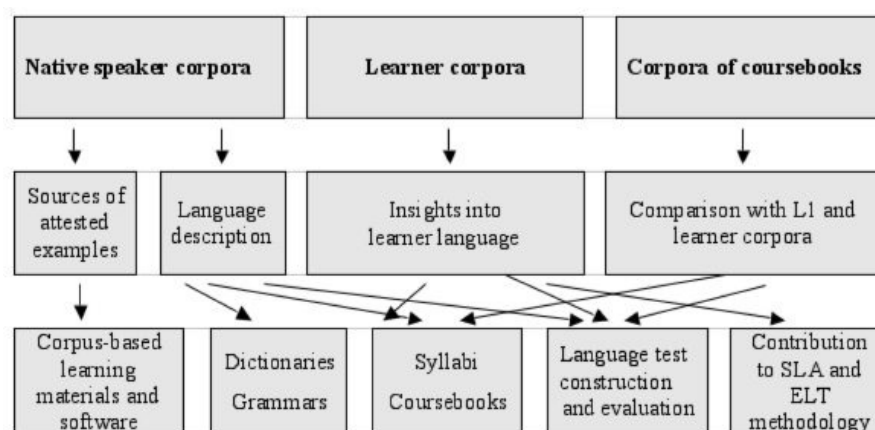 Native speaker corpora
Learner corpora
Corpora of coursebooks
Sources of
attested
examples
Language
description
Insights into
learner language
Comparison with L1 and
learner corpora
Corpus-based
learning
materials and
software
Dictionaries
Grammars
Syllabi
Coursebooks
Language test
construction
and evaluation
Contribution
to SLA and
ELT
methodology